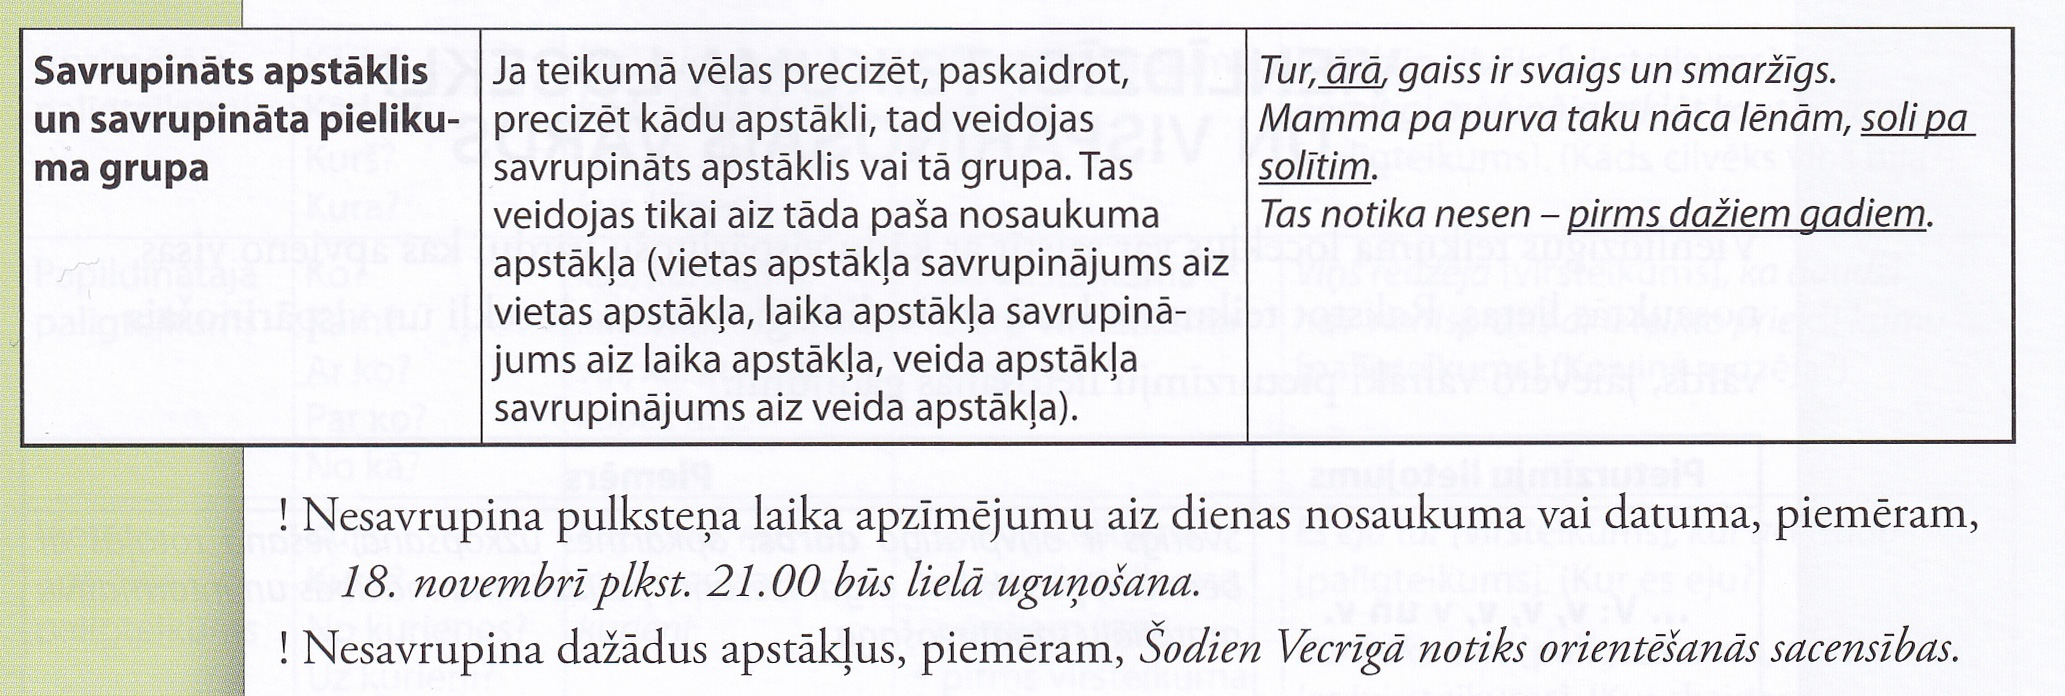 Savrupināts apstāklis
un savrupināta pieliku-
ma grupa
Ja teikumā vēlas precizēt, paskaidrot,
precizēt kādu apstākli, tad veidojas
savrupināts apstāklis vai tā grupa. Tas
veidojas tikai aiz tāda paša nosaukuma
apstākļa (vietas apstākļa savrupinājums aiz
vietas apstākļa, laika apstākļa savrupinā-
jums aiz laika apstākļa, veida apstākļa
savrupinājums aiz veida apstākļa).
Tur, ārā, gaiss ir svaigs un smaržīgs.
Mamma pa purva taku nāca lēnām, soli pa
solītim.
Tas notika nesen – pirms dažiem gadiem.
! Nesavrupina pulksteņa laika apzīmējumu aiz dienas nosaukuma vai datuma, piemēram,
18. novembrī plkst. 21.00 būs lielā uguņošana.
! Nesavrupina dažādus apstākļus, piemēram, Šodien Vecrīgā notiks orientēšanās sacensības.